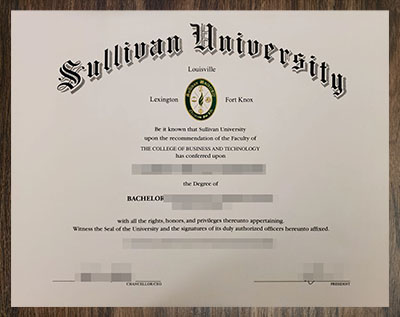 Sullivan University
Louisville
Lexington Fort Knox
Be it known that Sullivan University
upon the recommendation of the Faculty of
THE COLLEGE OF BUSINESS AND TECHNOLOGY
has conferred upon
the Degree of
BACHELOR
with all the rights, honors, and privileges thereunto appertaining.
Witness the Seal of the University and the signatures of its duly authorized officers hereunto affixed.
CHANCELLOR/CEO PRESIDENT